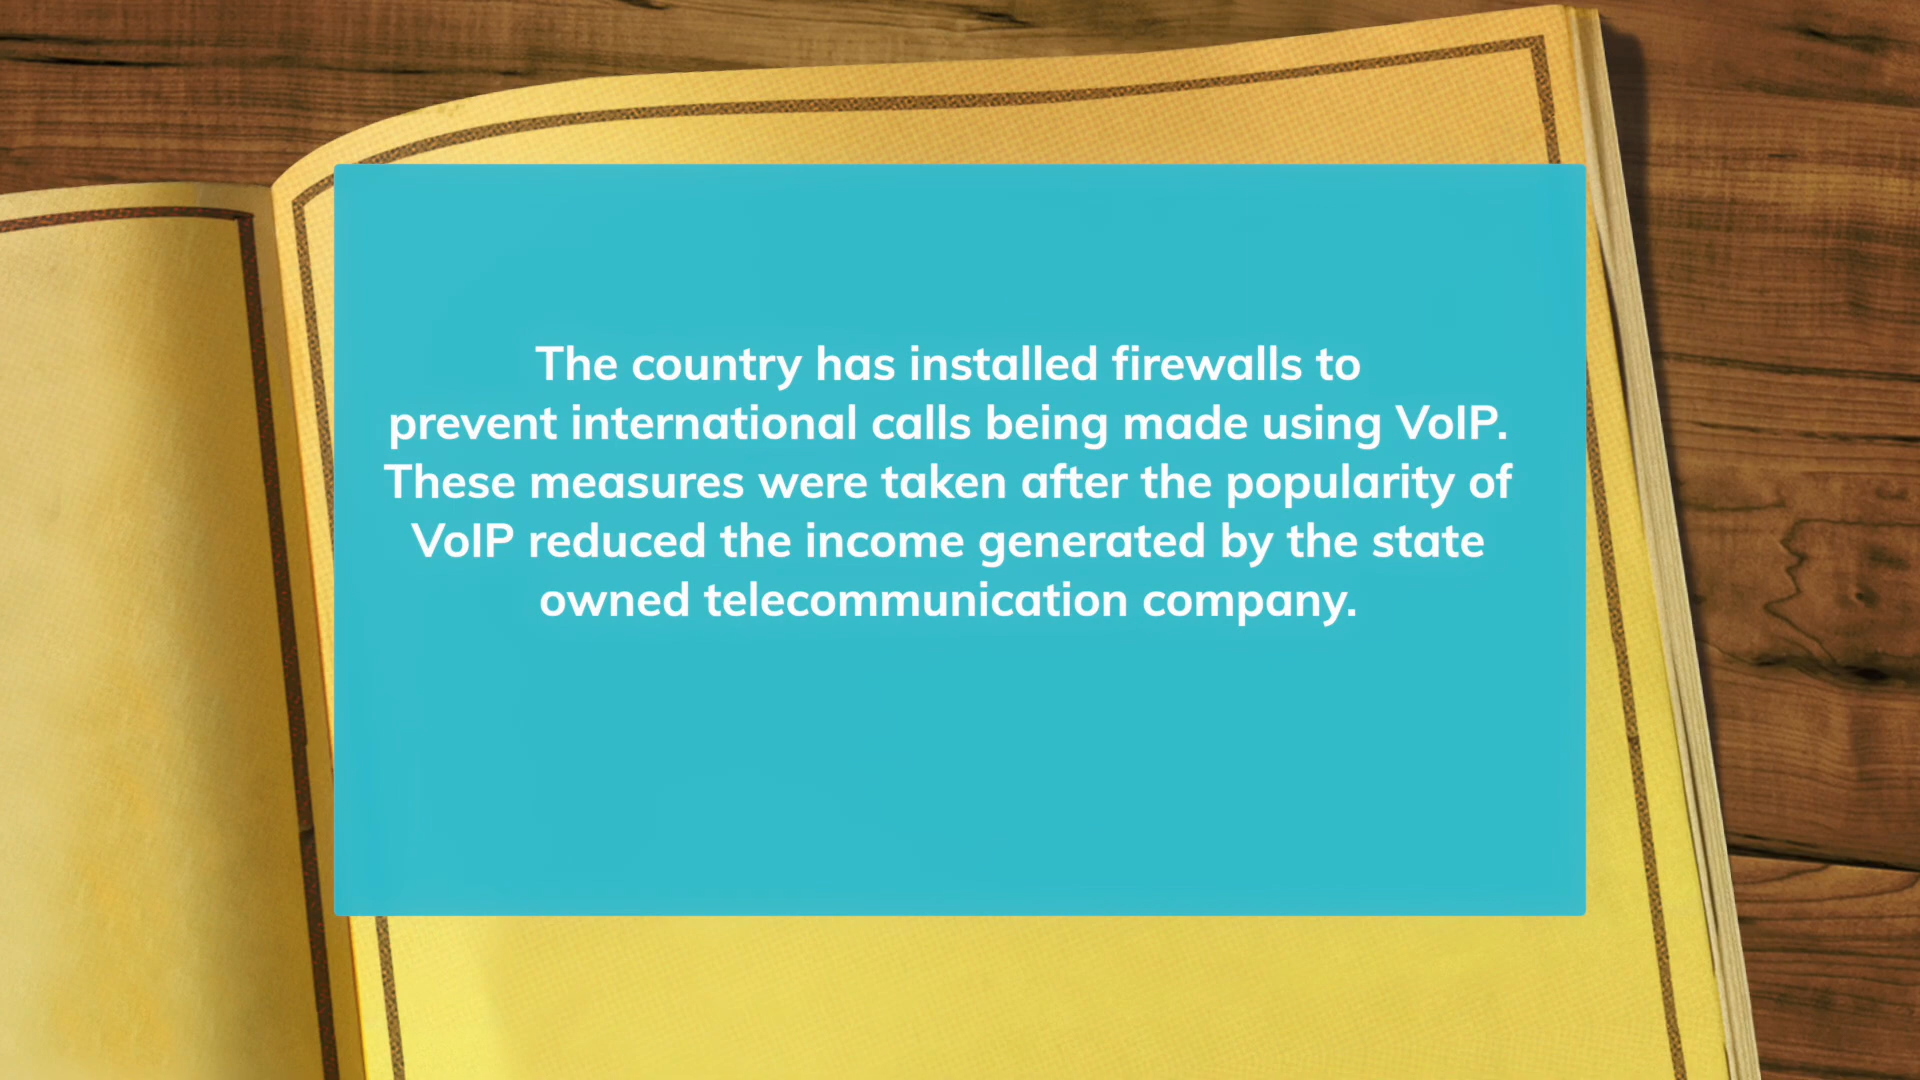 The country has installed firewalls to
prevent international calls being made using VoIP.
These measures were taken after the popularity of
VoIP reduced the income generated by the state
owned telecommunication company.